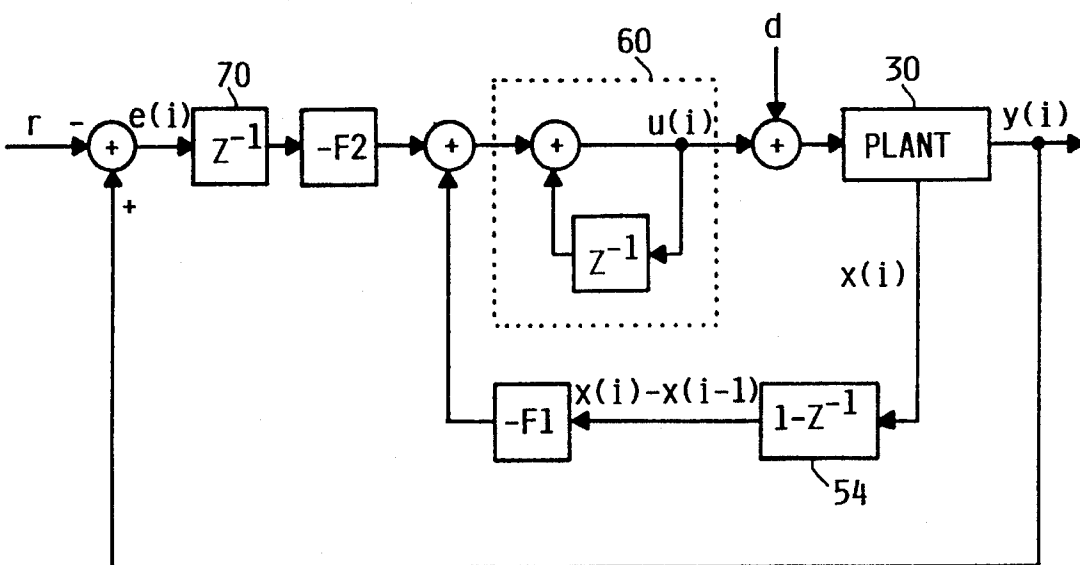 d
60
70
30
r
-
e(i)
u(i)
y(i)
+
Z⁻¹
-F2
+
+
+
PLANT
+
Z⁻¹
x(i)
-F1
x(i)-x(i-1)
1-Z⁻¹
54